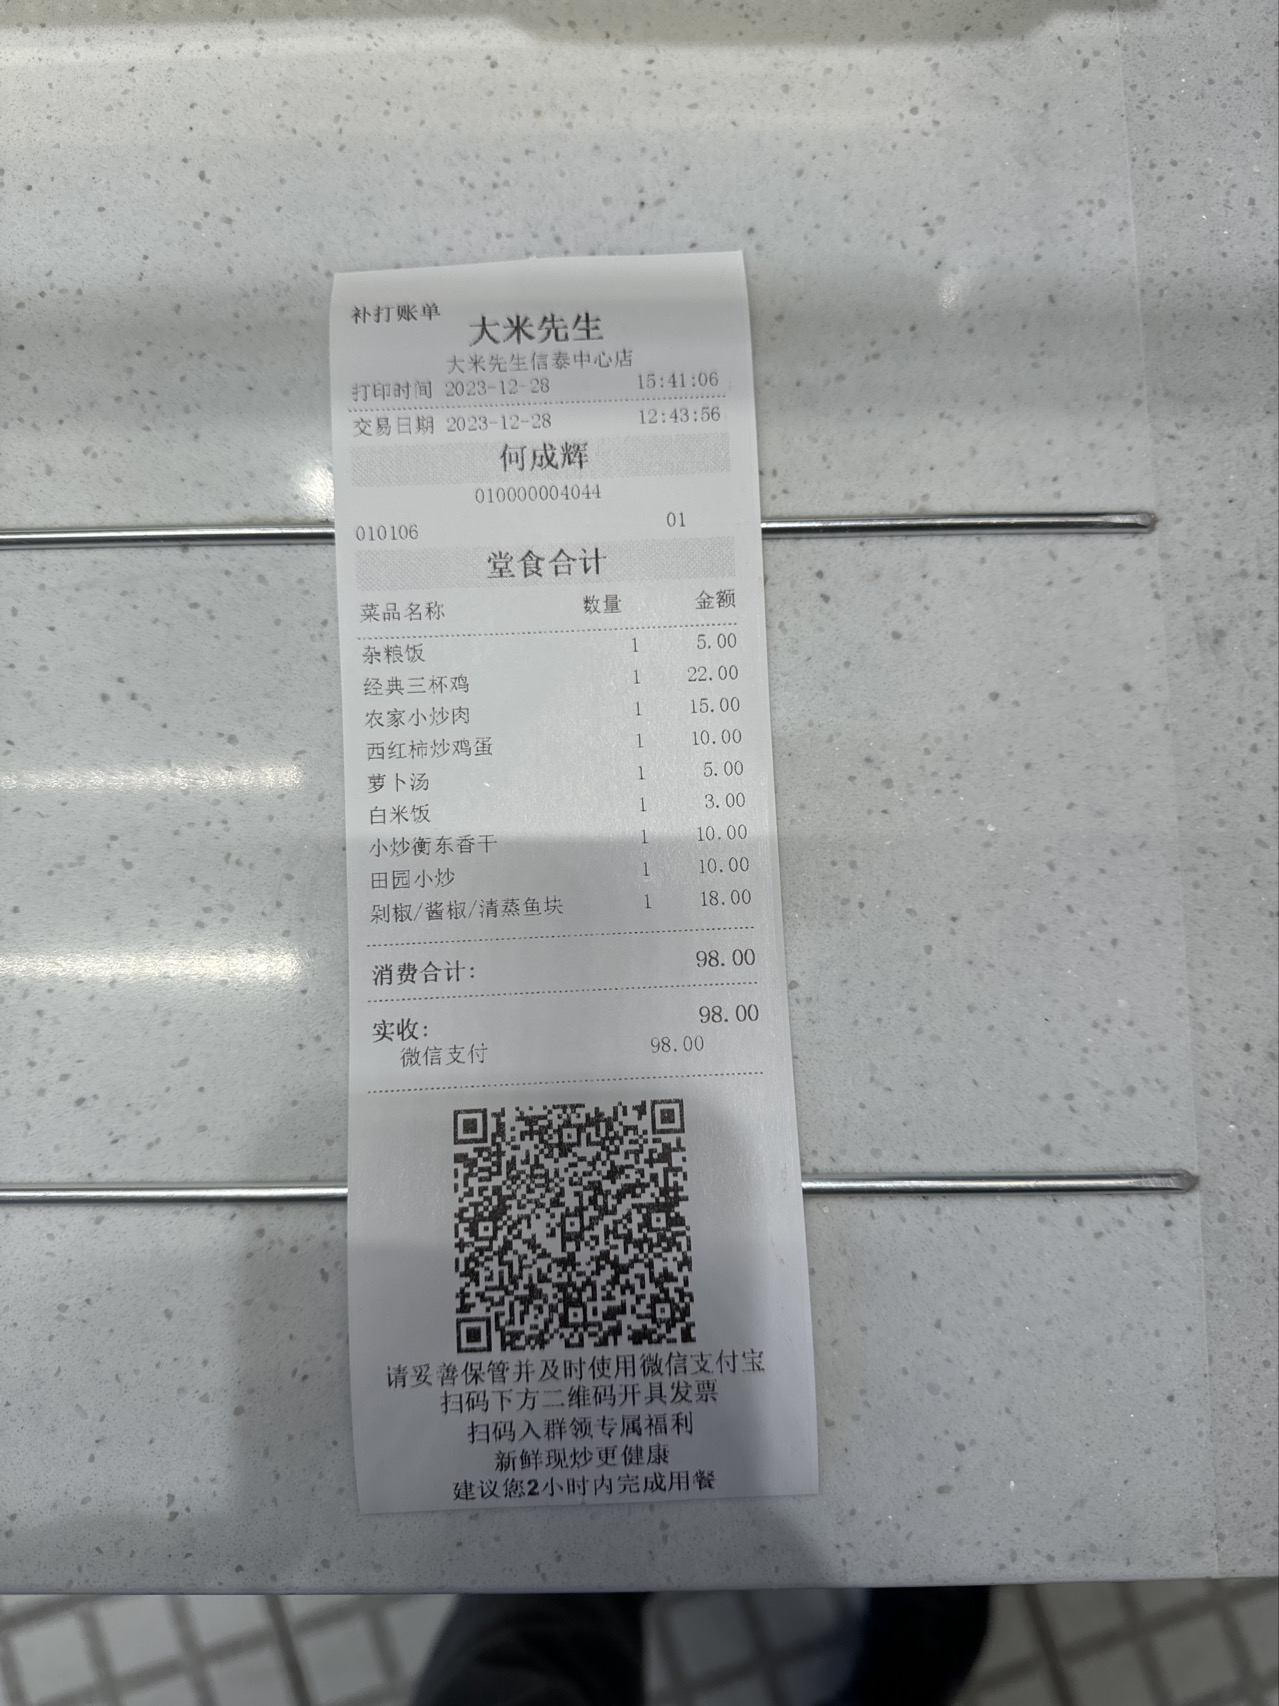 补打账单
大米先生
大米先生信泰中心店
打印时间 2023-12-28 15:41:06
交易日期 2023-12-28 12:43:56
何成辉
010000004044
010106 01
堂食合计
菜品名称 数量 金额
杂粮饭 1 5.00
经典三杯鸡 1 22.00
农家小炒肉 1 15.00
西红柿炒鸡蛋 1 10.00
萝卜汤 1 5.00
白米饭 1 3.00
小炒衡东香干 1 10.00
田园小炒 1 10.00
剁椒/酱椒/清蒸鱼块 1 18.00
消费合计: 98.00
实收: 98.00
微信支付 98.00
请妥善保管并及时使用微信支付宝
扫码下方二维码开具发票
扫码入群领专属福利
新鲜现炒更健康
建议您2小时内完成用餐